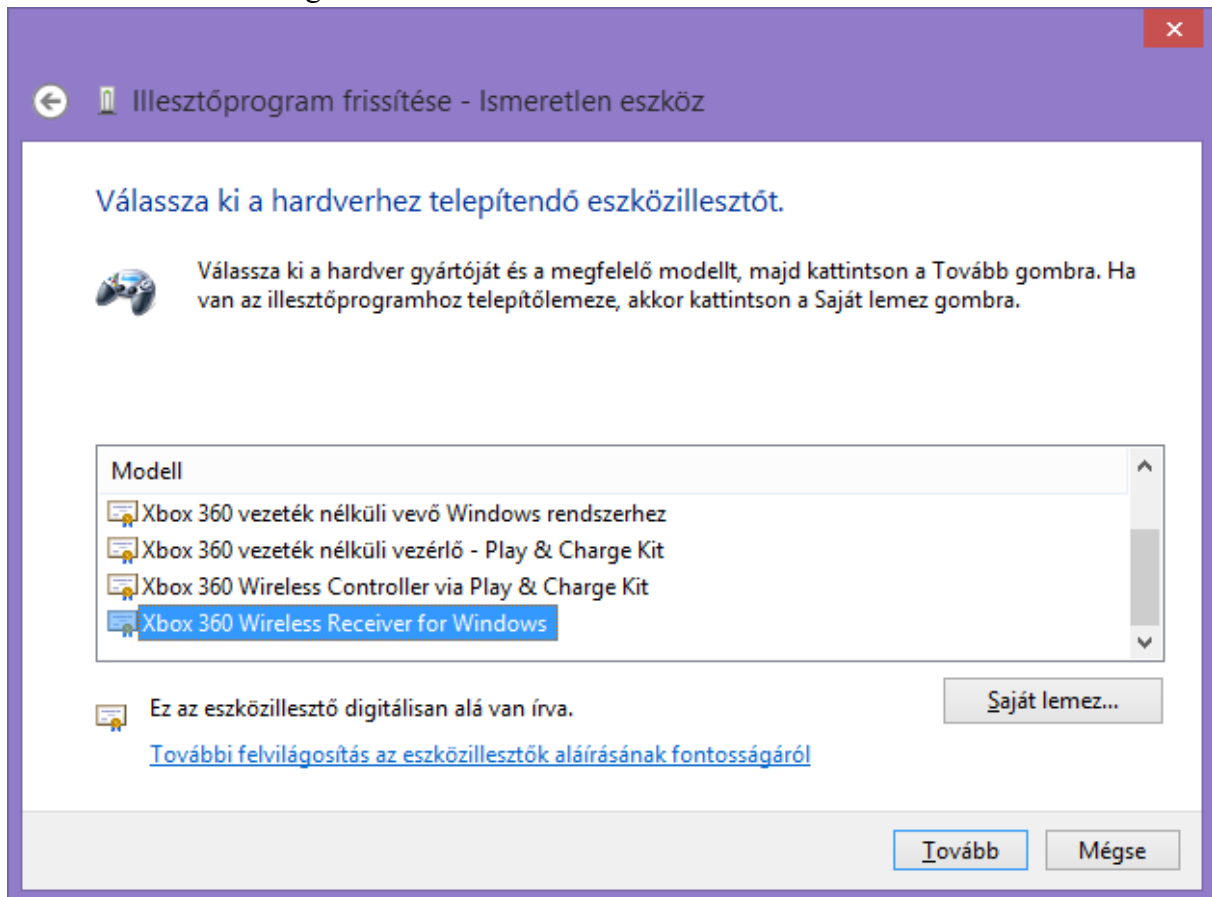 Illesztőprogram frissítése - Ismeretlen eszköz
Válassza ki a hardverhez telepítendő eszközillesztőt.
Válassza ki a hardver gyártóját és a megfelelő modellt, majd kattintson a Tovább gombra. Ha
van az illesztőprogramhoz telepítőlemeze, akkor kattintson a Saját lemez gombra.
Modell
Xbox 360 vezeték nélküli vevő Windows rendszerhez
Xbox 360 vezeték nélküli vezérlő - Play & Charge Kit
Xbox 360 Wireless Controller via Play & Charge Kit
Xbox 360 Wireless Receiver for Windows
Ez az eszközillesztő digitálisan alá van írva.
Saját lemez...
További felvilágosítás az eszközillesztők aláírásának fontosságáról
Tovább
Mégse